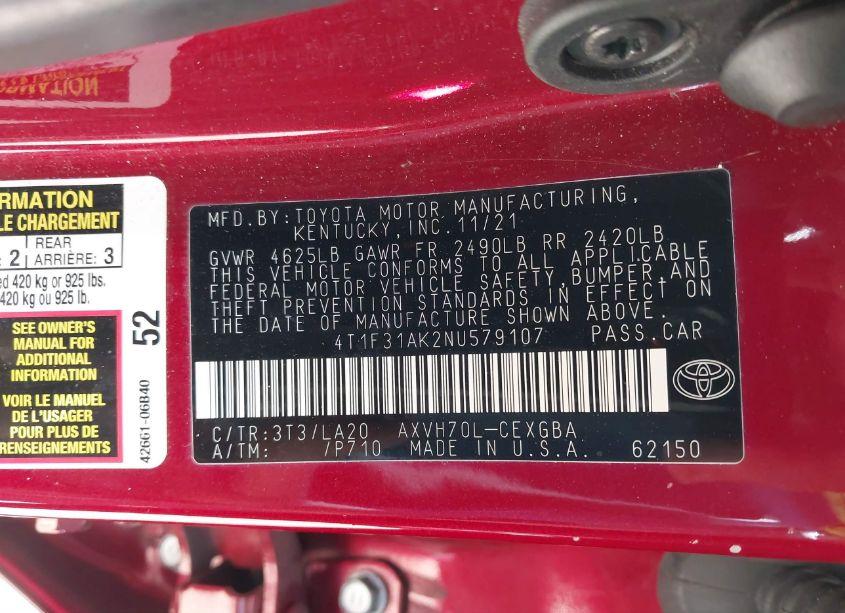 RMATION
LE CHARGEMENT
: 2 | REAR
ARRIÈRE: 3
ed 420 kg or 925 lbs.
420 kg ou 925 lb.
SEE OWNER'S
MANUAL FOR
ADDITIONAL
INFORMATION
VOIR LE MANUEL
DE L'USAGER
POUR PLUS DE
RENSEIGNEMENTS
52
42661-06B40
MFD.BY:TOYOTA MOTOR MANUFACTURING,
KENTUCKY,INC.11/21
GVWR 4625LB GAWR FR 2490LB RR 2420LB
THIS VEHICLE CONFORMS TO ALL APPLICABLE
FEDERAL MOTOR VEHICLE SAFETY,BUMPER,AND
THEFT PREVENTION STANDARDS IN EFFECT ON
THE DATE OF MANUFACTURE SHOWN ABOVE.
4T1F31AK2NU579107 PASS.CAR
C/TR:3T3/LA20 AXVH70L-CEXGBA
A/TM: /P710 MADE IN U.S.A. 62150